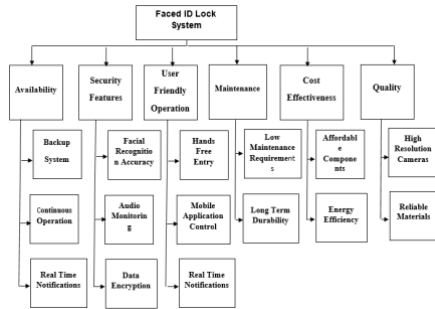 Faced ID Lock
System
Availability
Security
Features
User
Friendly
Operation
Maintenance
Cost
Effectiveness
Quality
Backup
System
Facial
Recognitio
n Accuracy
Hands
Free
Entry
Low
Maintenance
Requirement
s
Affordabl
e
Compone
nts
High
Resolution
Cameras
Continuous
Operation
Audio
Monitorin
g
Mobile
Application
Control
Long Term
Durability
Energy
Efficiency
Reliable
Materials
Real Time
Notifications
Data
Encryption
Real Time
Notifications